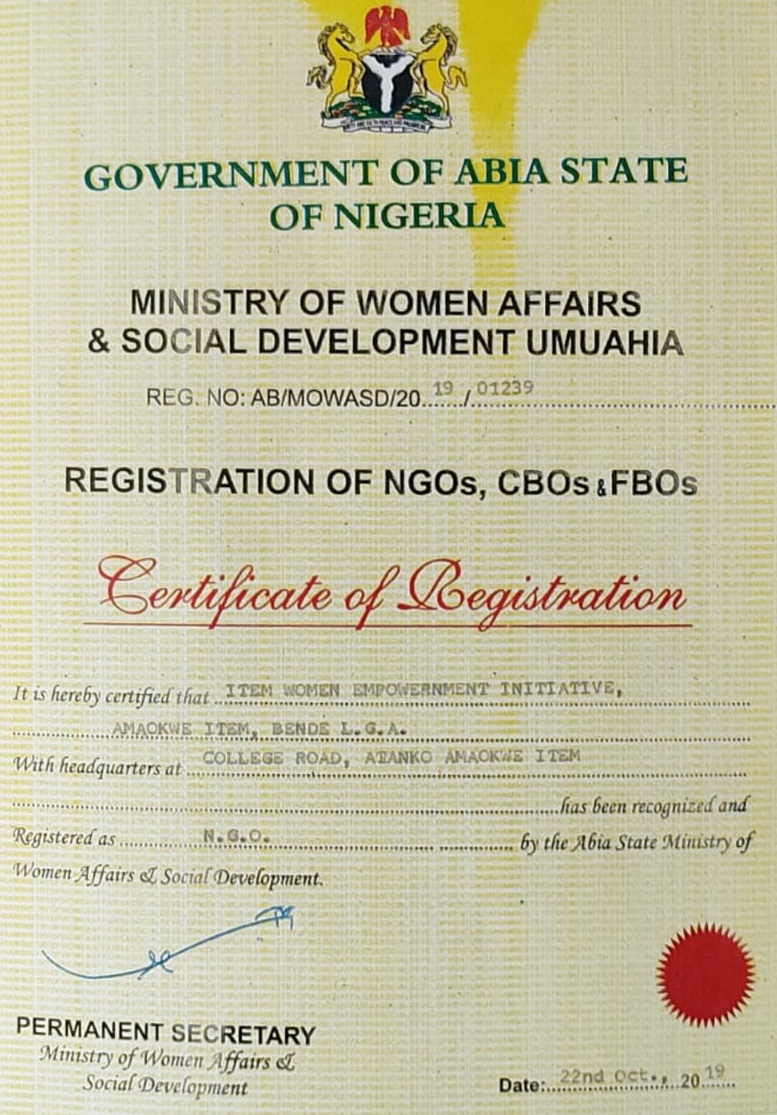 GOVERNMENT OF ABIA STATE
OF NIGERIA
MINISTRY OF WOMEN AFFAIRS
& SOCIAL DEVELOPMENT UMUAHIA
REG. NO: AB/MOWASD/20...19.../...01239...
REGISTRATION OF NGOs, CBOs & FBOs
Certificate of Registration
It is hereby certified that ITEM WOMEN EMPOWERNMENT INITIATIVE,
AMAOKWE ITEM, BENDE L.G.A.
With headquarters at COLLEGE ROAD, AMAOKWE ITEM
has been recognized and
Registered as N.G.O. by the Abia State Ministry of
Women Affairs & Social Development.
PERMANENT SECRETARY
Ministry of Women Affairs &
Social Development
Date: 22nd Oct., 2019